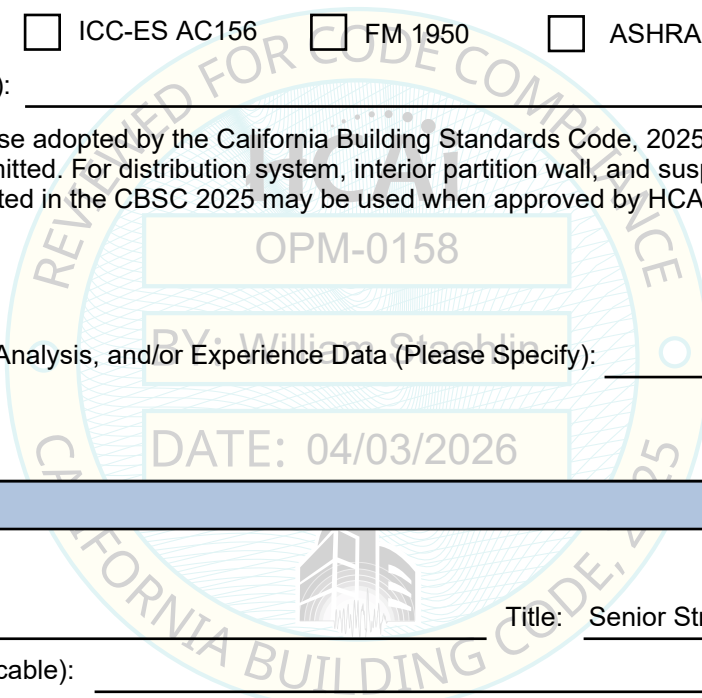 ICC-ES AC156 FM 1950 ASHRA
):
se adopted by the California Building Standards Code, 2025
mitted. For distribution system, interior partition wall, and susp
ted in the CBSC 2025 may be used when approved by HCA
REVIEWED FOR CODE COMPLIANCE
HCAi
OPM-0158
BY: William Staehlin
Analysis, and/or Experience Data (Please Specify):
DATE: 04/03/2026
Title: Senior Str
cable):
CALIFORNIA BUILDING CODE, 2025